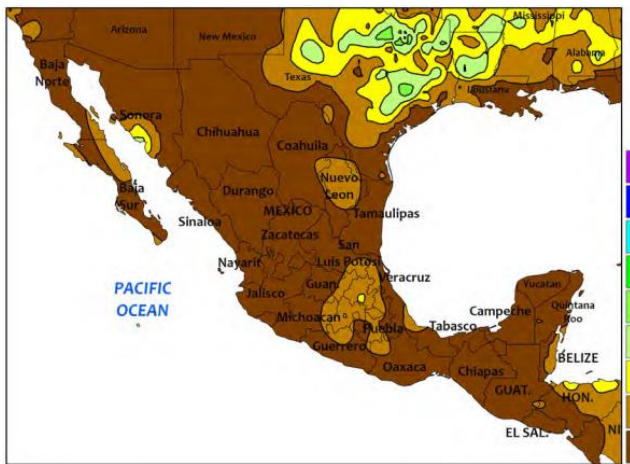 Mississippi
Arizona
New Mexico
Alabama
Baja
Norte
Texas
Louisiana
Sonora
Chihuahua
Coahuila
Nuevo
Leon
Baja
Sur
Durango
MEXICO
Tamaulipas
Sinaloa
Zacatecas
San
Luis Potosi
Nayarit
Veracruz
Yucatan
PACIFIC
OCEAN
Jalisco
Guan
Campeche
Quintana
Roo
Michoacan
Puebla
Tabasco
Guerrero
BELIZE
Oaxaca
Chiapas
GUAT.
HON.
EL SAL.
NI